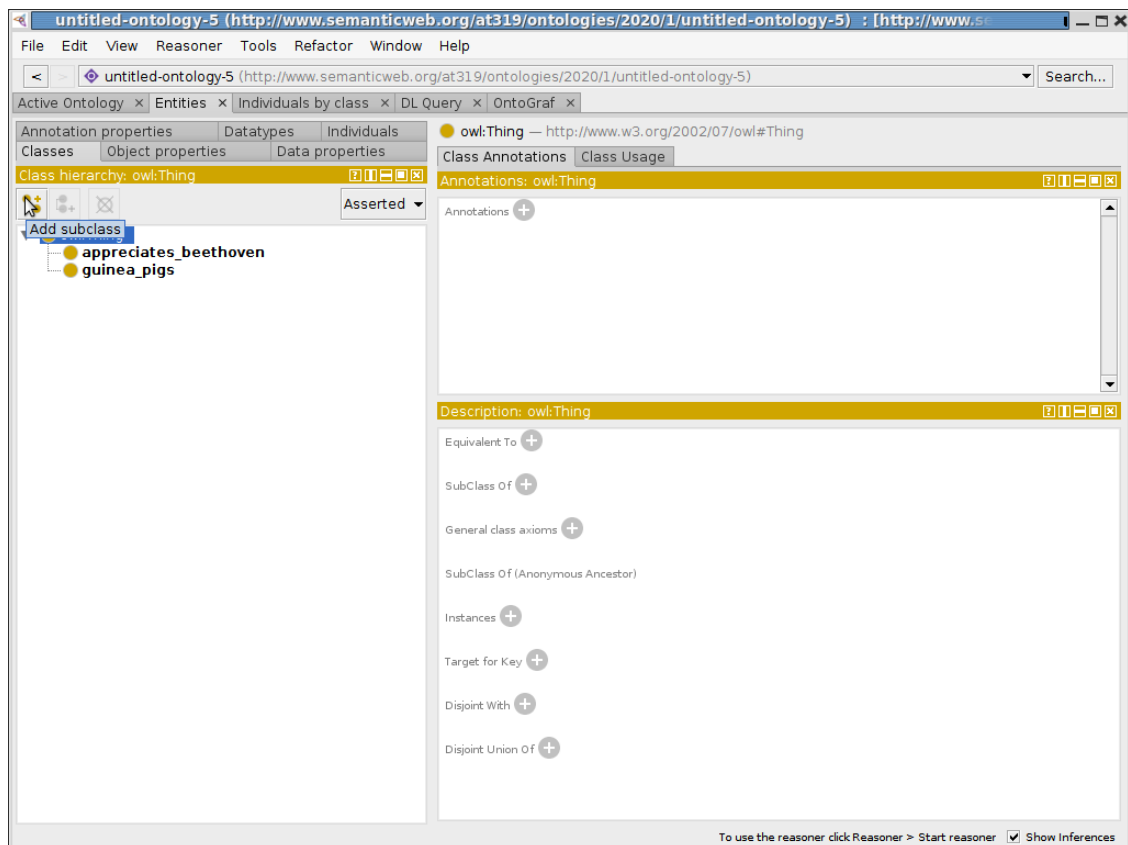 untitled-ontology-5 (http://www.semanticweb.org/at319/ontologies/2020/1/untitled-ontology-5) : [http://www.se
File Edit View Reasoner Tools Refactor Window Help
< > untitled-ontology-5 (http://www.semanticweb.org/at319/ontologies/2020/1/untitled-ontology-5) Search...
Active Ontology × Entities × Individuals by class × DL Query × OntoGraf ×
Annotation properties Datatypes Individuals
Classes Object properties Data properties
Class hierarchy: owl:Thing
Asserted
Add subclass
appreciates_beethoven
guinea_pigs
owl:Thing — http://www.w3.org/2002/07/owl#Thing
Class Annotations Class Usage
Annotations: owl:Thing
Annotations
Description: owl:Thing
Equivalent To
SubClass Of
General class axioms
SubClass Of (Anonymous Ancestor)
Instances
Target for Key
Disjoint With
Disjoint Union Of
To use the reasoner click Reasoner > Start reasoner Show Inferences